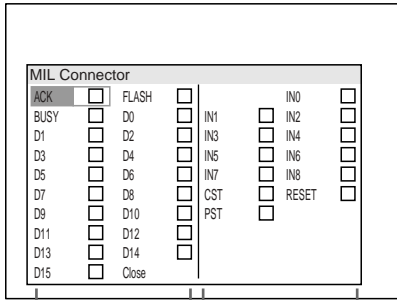 MIL Connector
ACK FLASH IN0
BUSY D0 IN1 IN2
D1 D2 IN3 IN4
D3 D4 IN5 IN6
D5 D6 IN7 IN8
D7 D8 CST RESET
D9 D10 PST
D11 D12
D13 D14
D15 Close